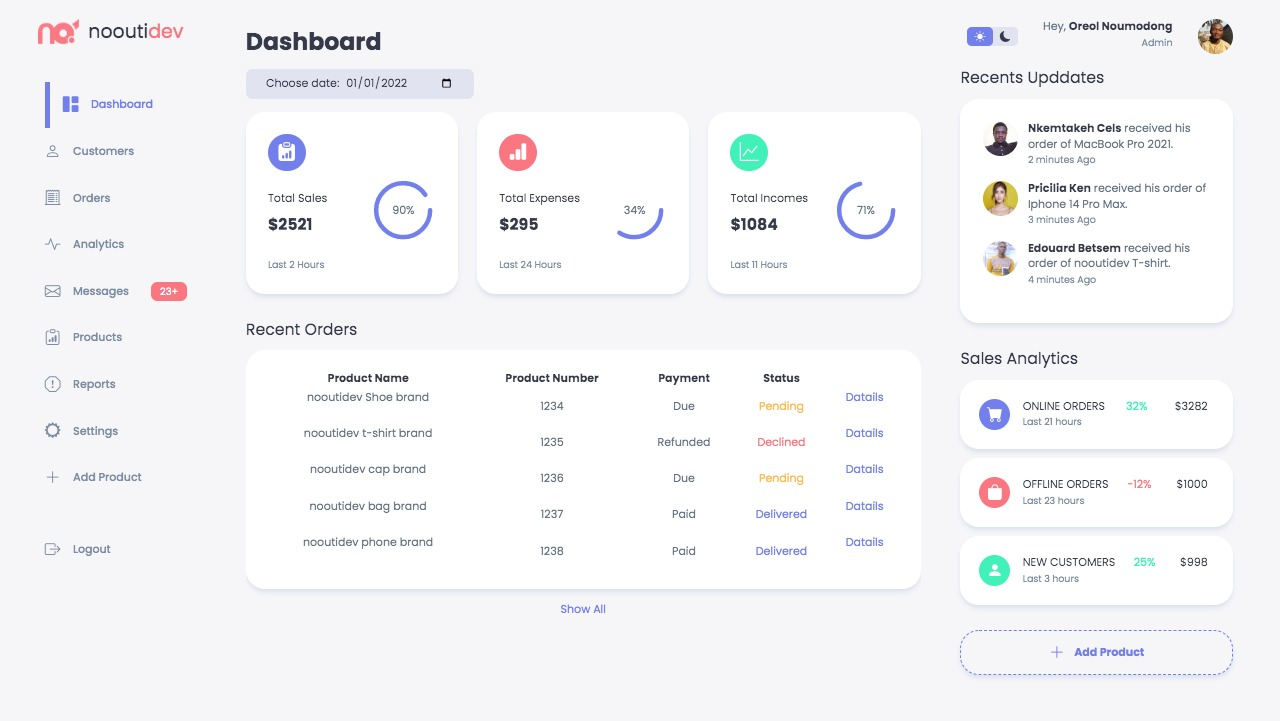 nooutidev
Dashboard
Customers
Orders
Analytics
Messages 23+
Products
Reports
Settings
Add Product
Logout
Dashboard
Choose date: 01/01/2022
Total Sales
$2521
90%
Last 2 Hours
Total Expenses
$295
34%
Last 24 Hours
Total Incomes
$1084
71%
Last 11 Hours
Recent Orders
Product Name Product Number Payment Status
nooutidev Shoe brand 1234 Due Pending Datails
nooutidev t-shirt brand 1235 Refunded Declined Datails
nooutidev cap brand 1236 Due Pending Datails
nooutidev bag brand 1237 Paid Delivered Datails
nooutidev phone brand 1238 Paid Delivered Datails
Show All
Hey, Oreol Noumodong
Admin
Recents Upddates
Nkemtakeh Cels received his
order of MacBook Pro 2021.
2 minutes Ago
Pricilia Ken received his order of
Iphone 14 Pro Max.
3 minutes Ago
Edouard Betsem received his
order of nooutidev T-shirt.
4 minutes Ago
Sales Analytics
ONLINE ORDERS 32% $3282
Last 21 hours
OFFLINE ORDERS -12% $1000
Last 23 hours
NEW CUSTOMERS 25% $998
Last 3 hours
Add Product